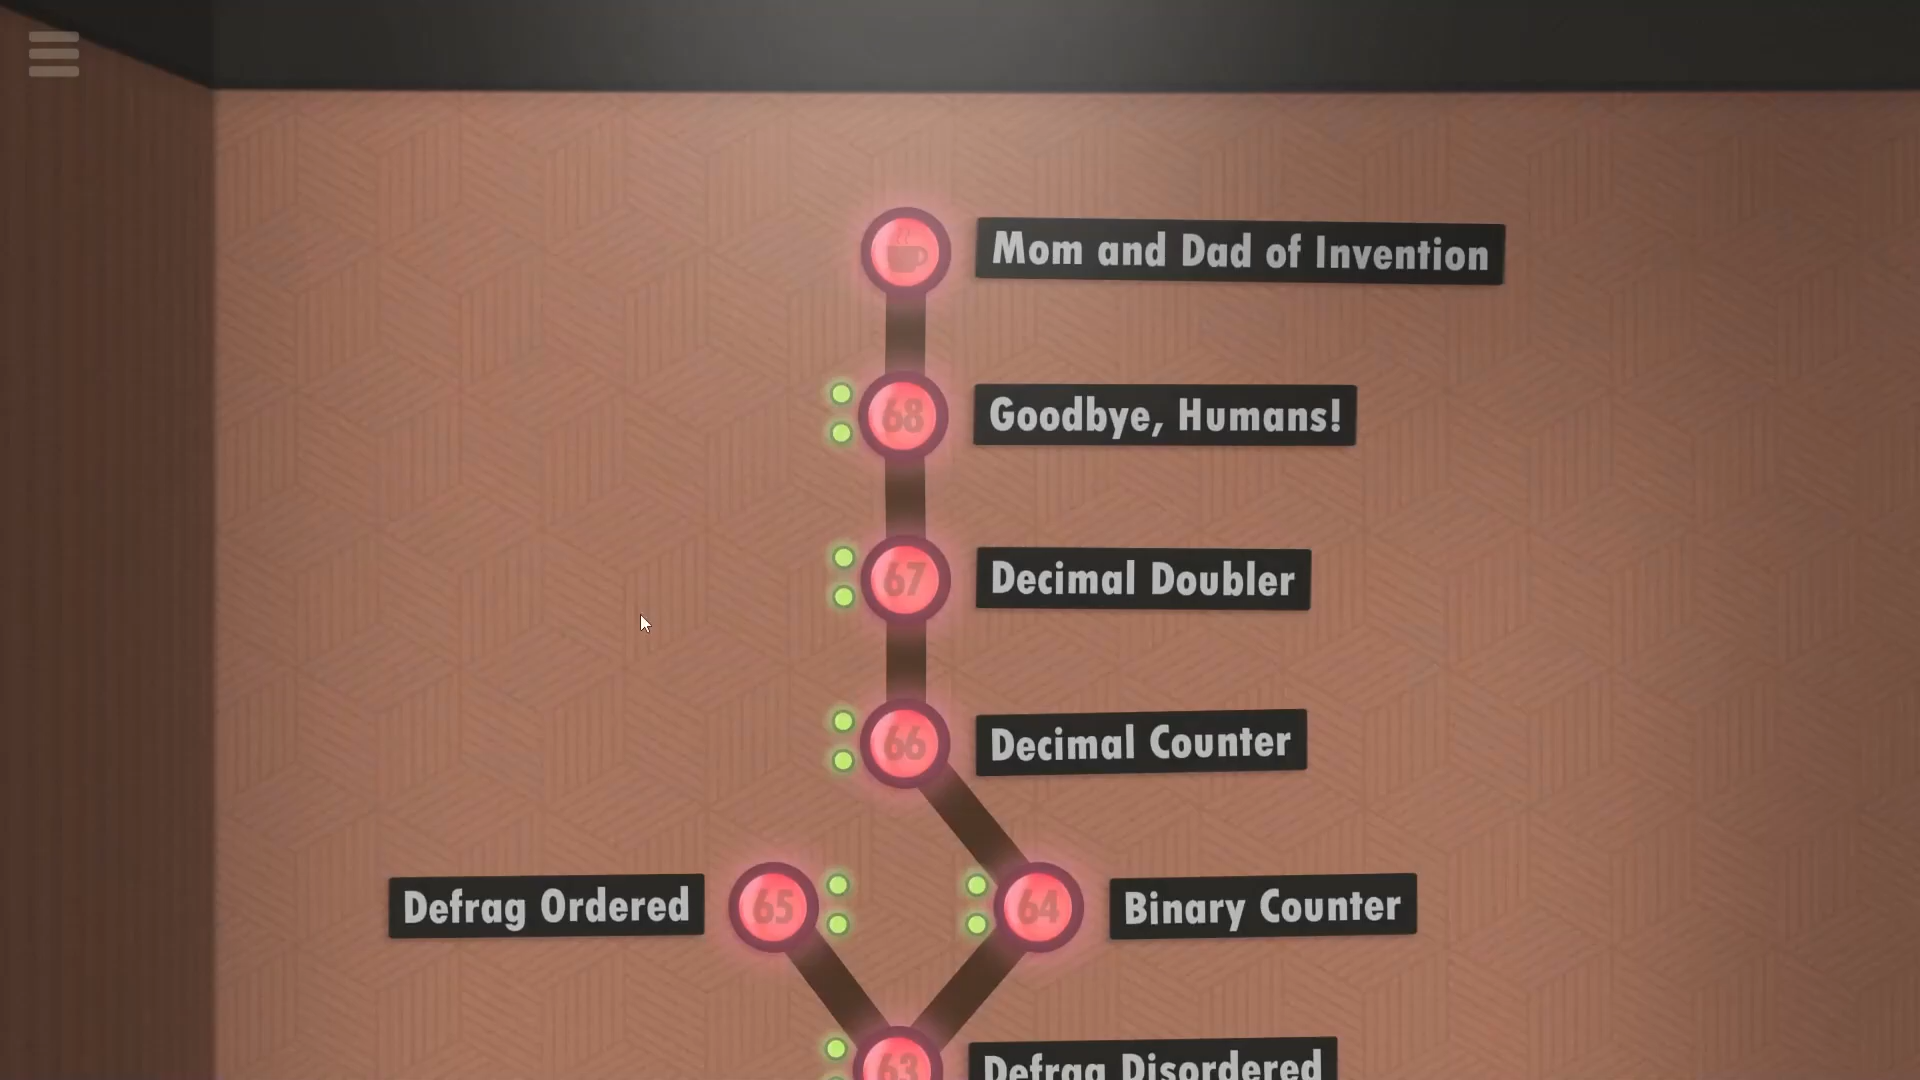 Mom and Dad of Invention
68 Goodbye, Humans!
67 Decimal Doubler
66 Decimal Counter
Defrag Ordered 65 64 Binary Counter
63 Defrag Disordered